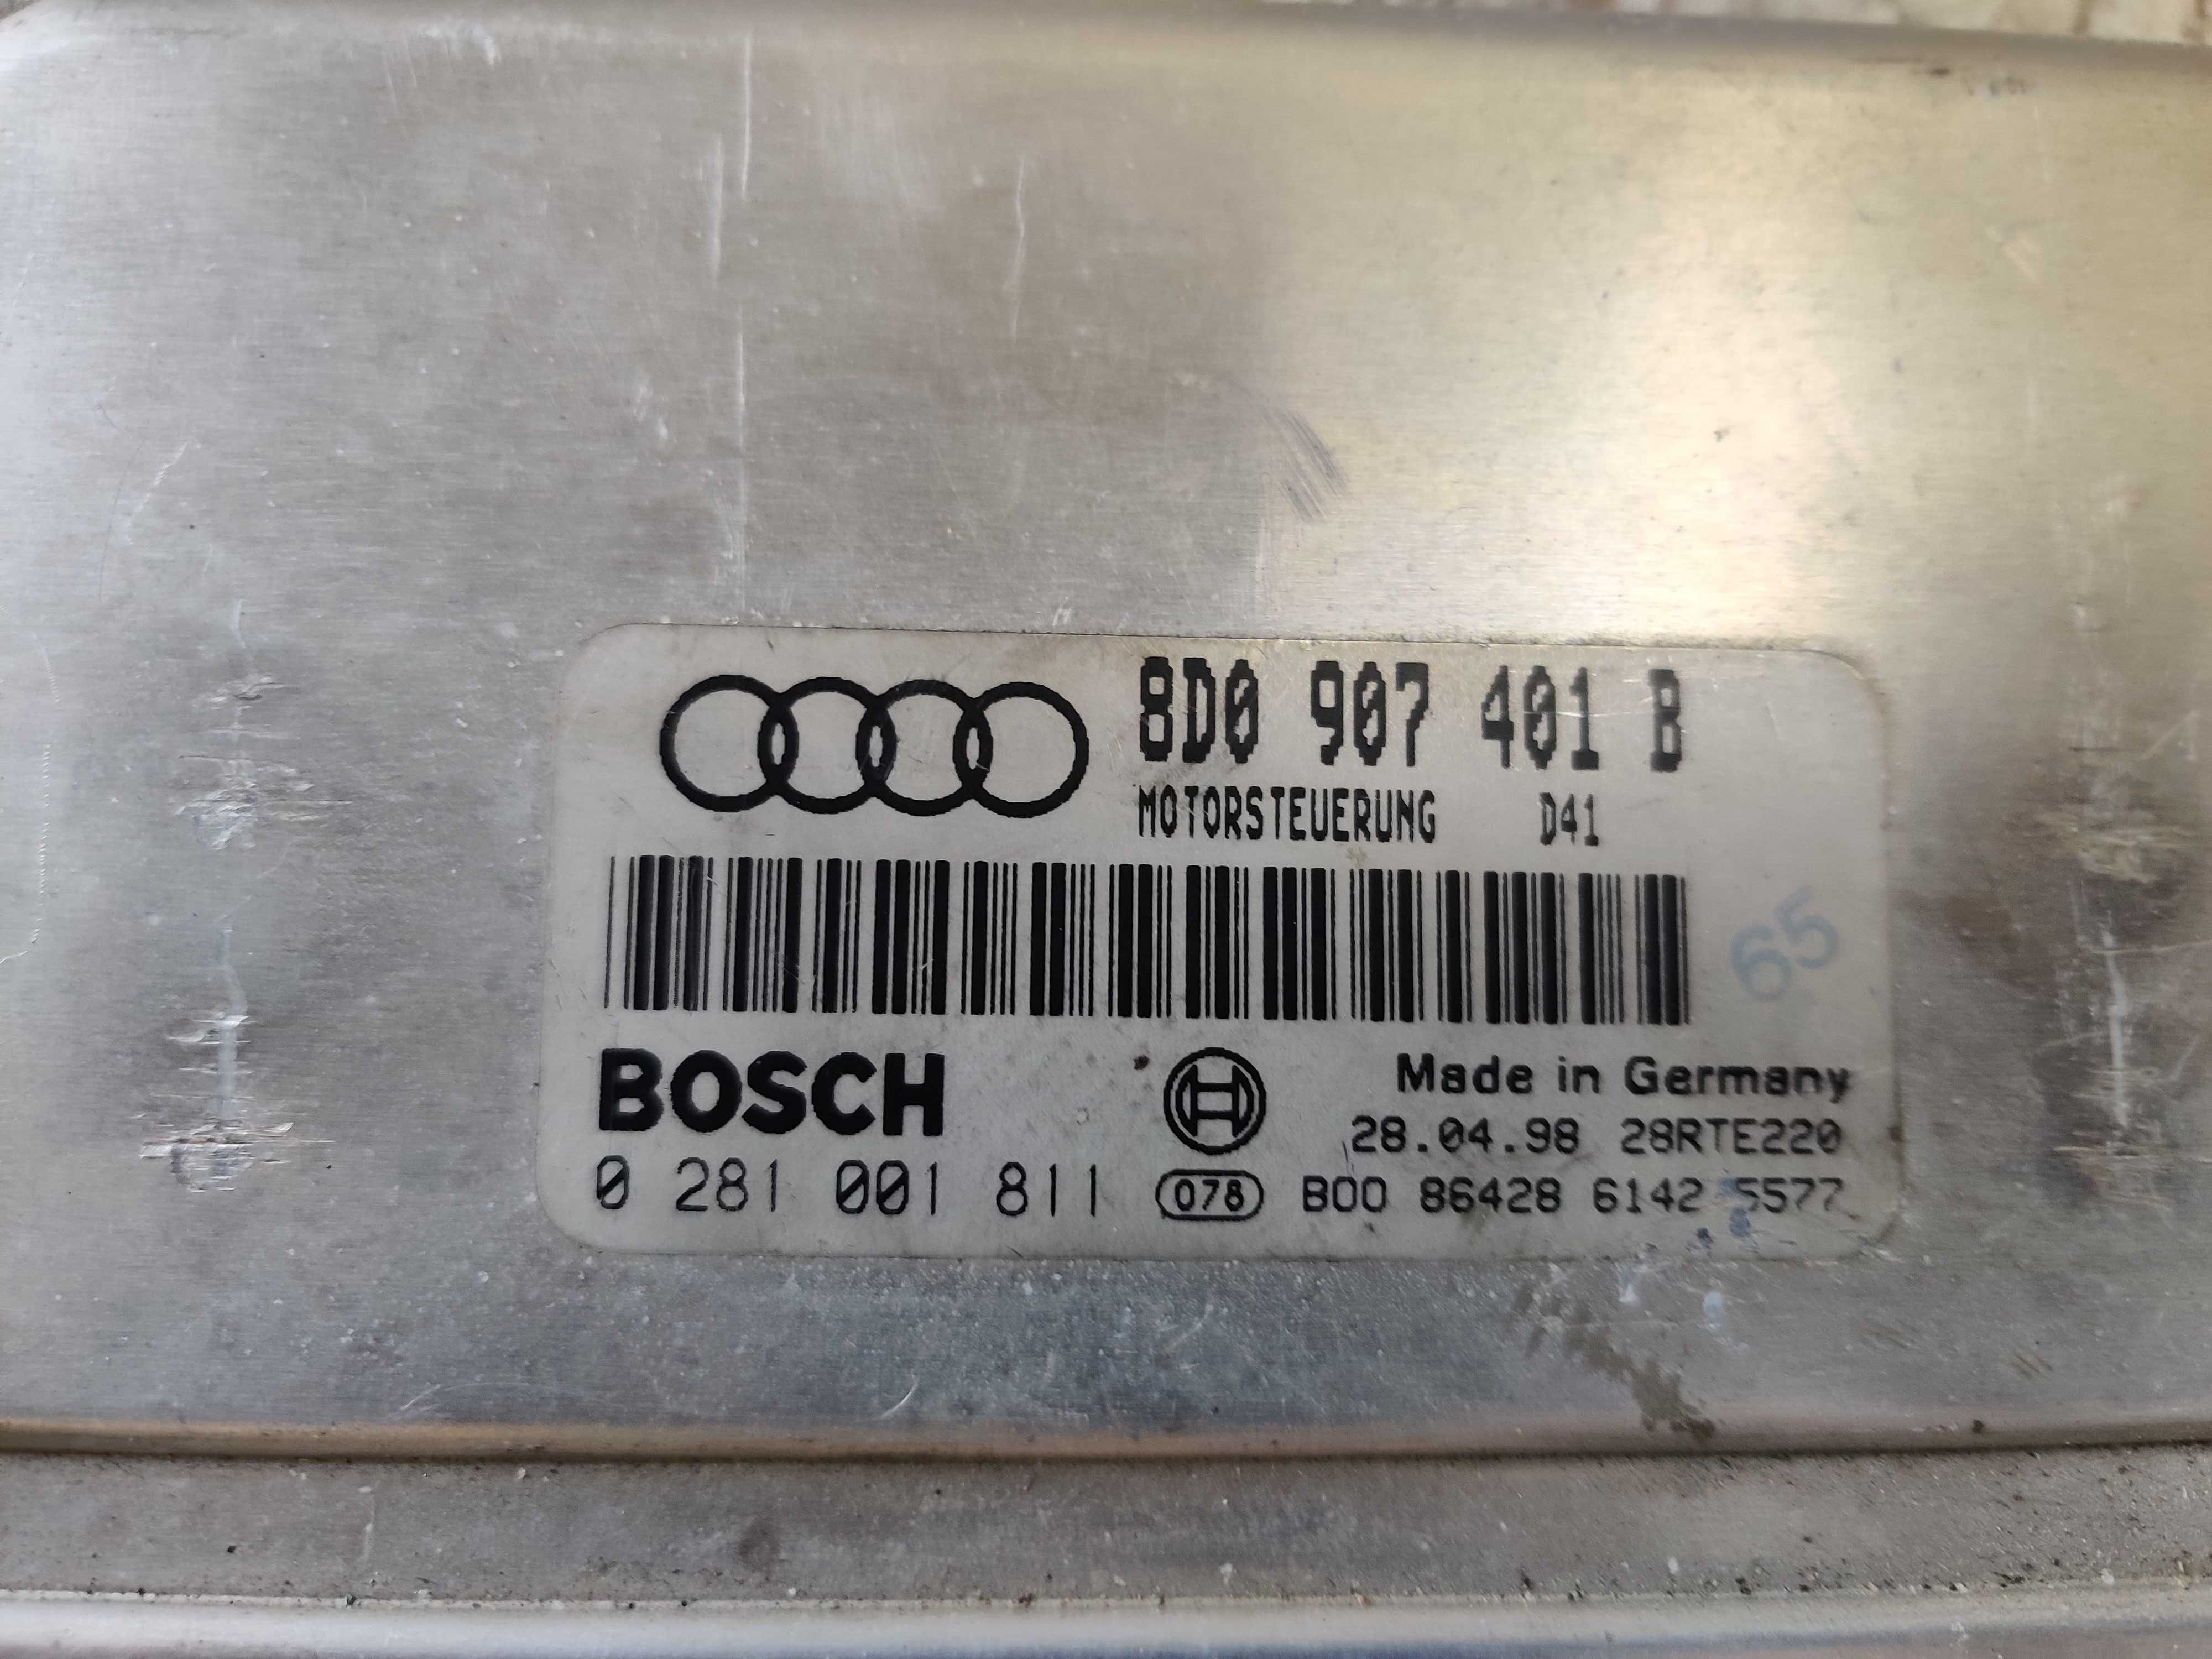 8D0 907 401 B
MOTORSTEUERUNG D41
65
BOSCH
Made in Germany
28.04.98 28RTE220
0 281 001 811 078 B00 86428 6142 5577